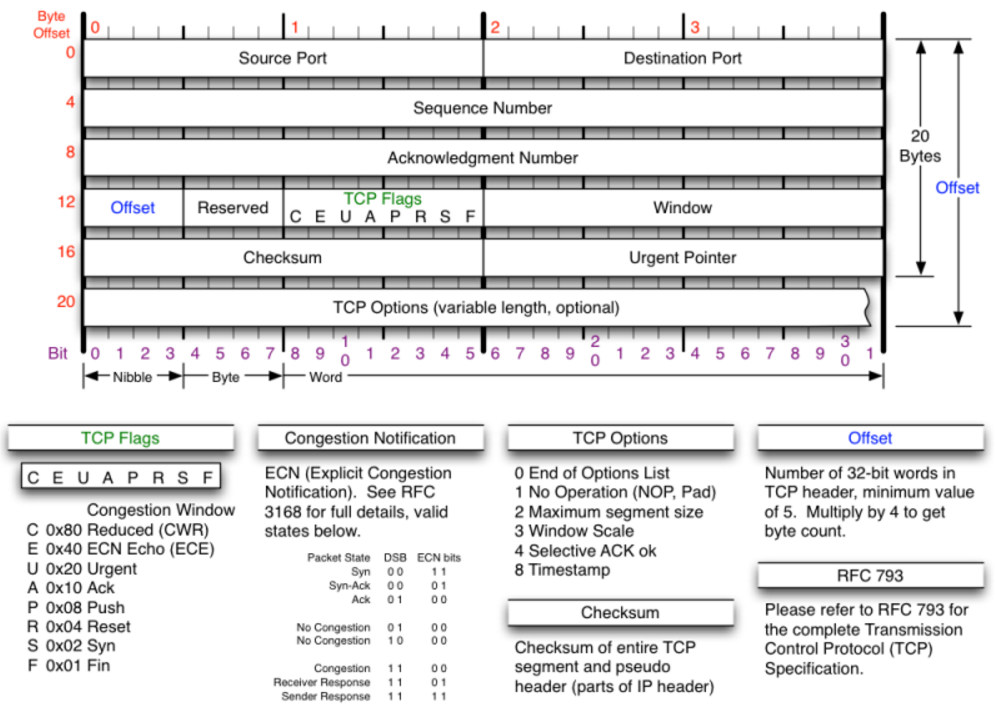 Byte
Offset
0 1 2 3
0 Source Port Destination Port
4 Sequence Number
8 Acknowledgment Number
20
Bytes
Offset
12 Offset Reserved TCP Flags Window
C E U A P R S F
16 Checksum Urgent Pointer
20 TCP Options (variable length, optional)
Bit 0 1 2 3 4 5 6 7 8 9 10 1 2 3 4 5 6 7 8 9 20 1 2 3 4 5 6 7 8 9 30 1
Nibble Byte Word
TCP Flags
C E U A P R S F
Congestion Window
C 0x80 Reduced (CWR)
E 0x40 ECN Echo (ECE)
U 0x20 Urgent
A 0x10 Ack
P 0x08 Push
R 0x04 Reset
S 0x02 Syn
F 0x01 Fin
Congestion Notification
ECN (Explicit Congestion
Notification). See RFC
3168 for full details, valid
states below.
Packet State DSB ECN bits
Syn 0 0 1 1
Syn-Ack 0 0 0 1
Ack 0 1 0 0
No Congestion 0 1 0 0
No Congestion 1 0 0 0
Congestion 1 1 0 0
Receiver Response 1 1 0 1
Sender Response 1 1 1 1
TCP Options
0 End of Options List
1 No Operation (NOP, Pad)
2 Maximum segment size
3 Window Scale
4 Selective ACK ok
8 Timestamp
Checksum
Checksum of entire TCP
segment and pseudo
header (parts of IP header)
Offset
Number of 32-bit words in
TCP header, minimum value
of 5. Multiply by 4 to get
byte count.
RFC 793
Please refer to RFC 793 for
the complete Transmission
Control Protocol (TCP)
Specification.